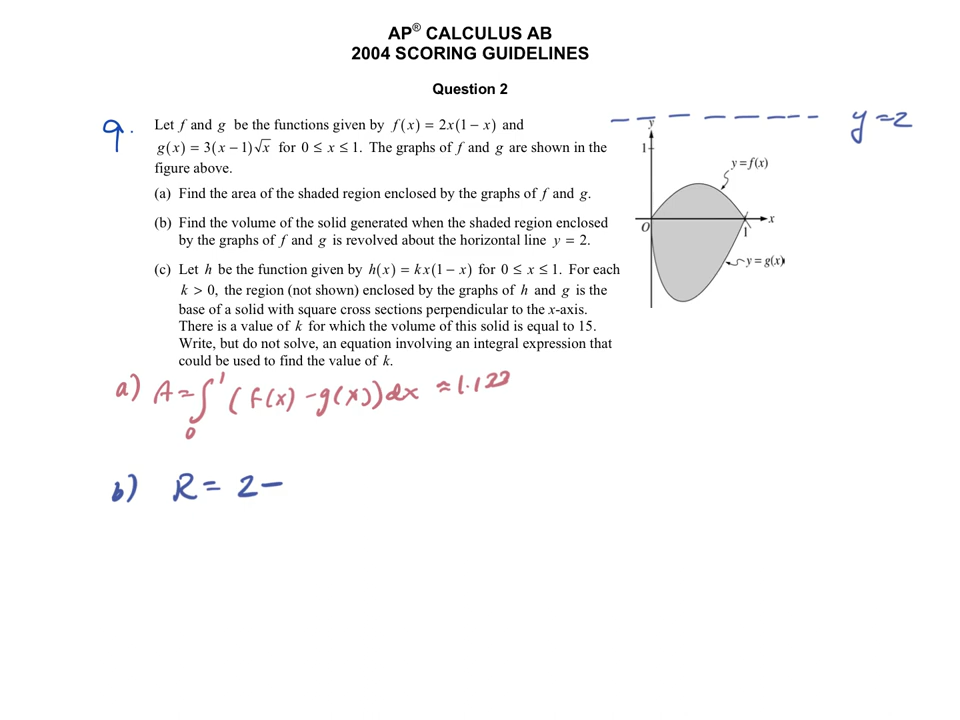 AP® CALCULUS AB
2004 SCORING GUIDELINES
Question 2
9.
Let f and g be the functions given by f(x) = 2x(1 − x) and
g(x) = 3(x − 1)√x for 0 ≤ x ≤ 1. The graphs of f and g are shown in the
figure above.
(a) Find the area of the shaded region enclosed by the graphs of f and g.
(b) Find the volume of the solid generated when the shaded region enclosed
by the graphs of f and g is revolved about the horizontal line y = 2.
(c) Let h be the function given by h(x) = kx(1 − x) for 0 ≤ x ≤ 1. For each
k > 0, the region (not shown) enclosed by the graphs of h and g is the
base of a solid with square cross sections perpendicular to the x-axis.
There is a value of k for which the volume of this solid is equal to 15.
Write, but do not solve, an equation involving an integral expression that
could be used to find the value of k.
y=2
y
1
y = f(x)
O
1
x
y = g(x)
a) A = ∫₀¹ (f(x) - g(x)) dx ≈ 1.133
b) R = 2 -